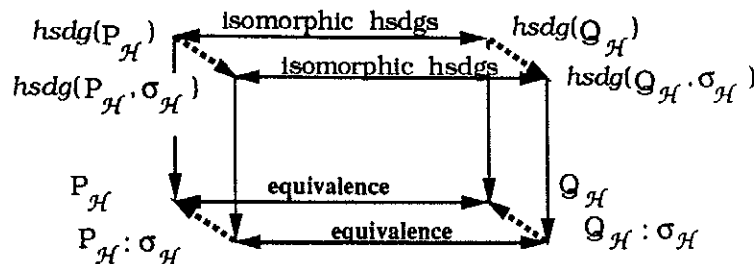 hsdg(P_ℋ) isomorphic hsdgs hsdg(Q_ℋ)
hsdg(P_ℋ, σ_ℋ) isomorphic hsdgs hsdg(Q_ℋ, σ_ℋ)
P_ℋ equivalence Q_ℋ
P_ℋ : σ_ℋ equivalence Q_ℋ : σ_ℋ